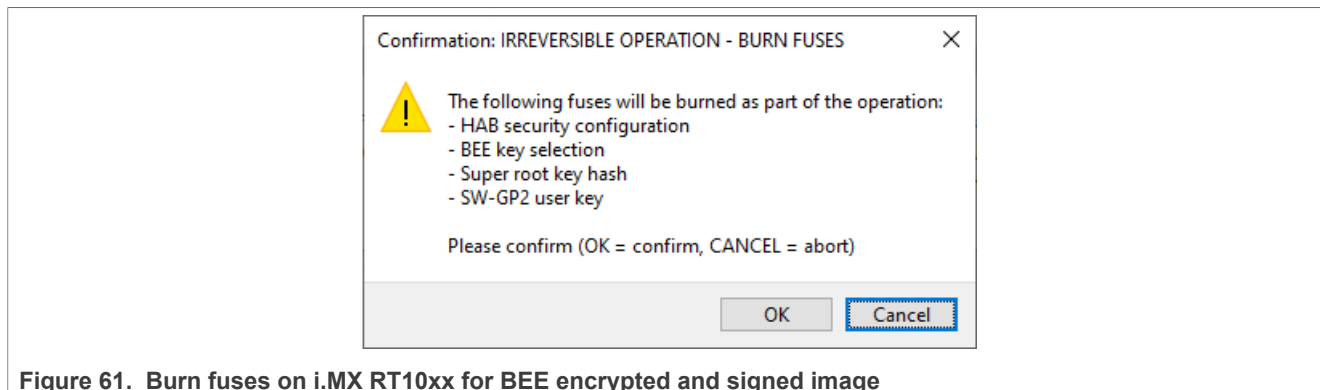 Confirmation: IRREVERSIBLE OPERATION - BURN FUSES
The following fuses will be burned as part of the operation:
- HAB security configuration
- BEE key selection
- Super root key hash
- SW-GP2 user key
Please confirm (OK = confirm, CANCEL = abort)
OK Cancel
Figure 61. Burn fuses on i.MX RT10xx for BEE encrypted and signed image